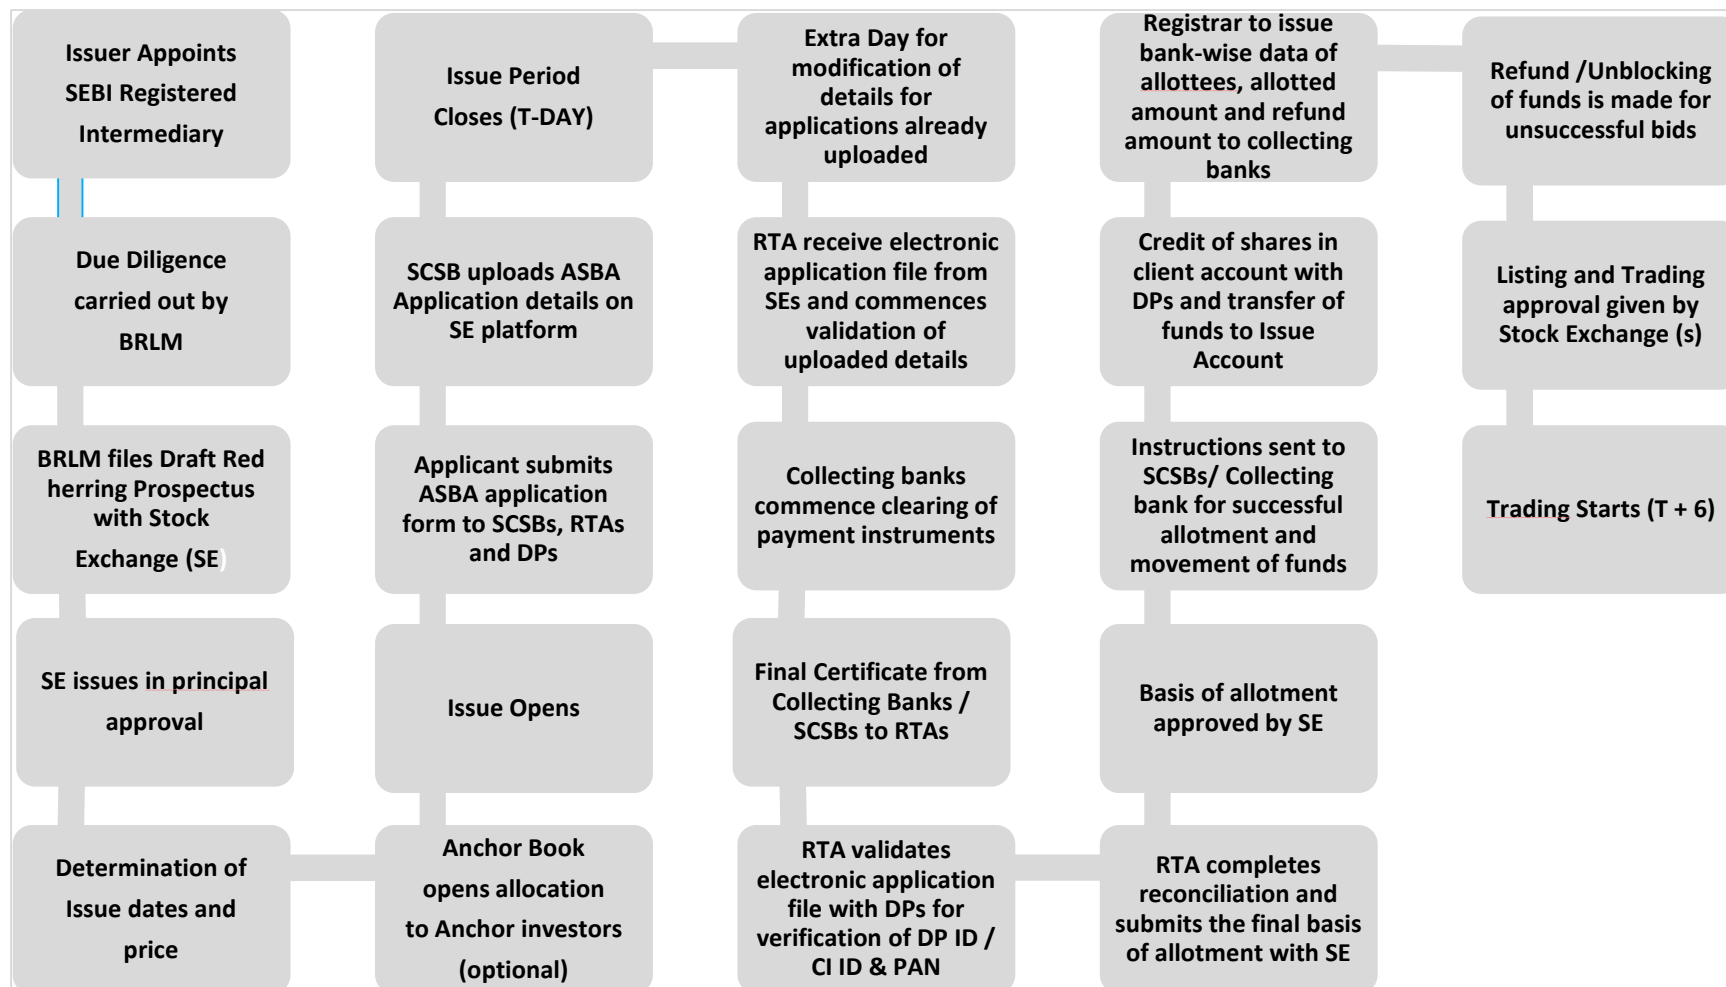 Issuer Appoints
SEBI Registered
Intermediary
Due Diligence
carried out by
BRLM
BRLM files Draft Red
herring Prospectus
with Stock
Exchange (SE)
SE issues in principal
approval
Determination of
Issue dates and
price
Anchor Book
opens allocation
to Anchor investors
(optional)
Issue Opens
Applicant submits
ASBA application
form to SCSBs, RTAs
and DPs
SCSB uploads ASBA
Application details on
SE platform
Issue Period
Closes (T-DAY)
Extra Day for
modification of
details for
applications already
uploaded
RTA receive electronic
application file from
SEs and commences
validation of
uploaded details
Collecting banks
commence clearing of
payment instruments
Final Certificate from
Collecting Banks /
SCSBs to RTAs
RTA validates
electronic application
file with DPs for
verification of DP ID /
CI ID & PAN
RTA completes
reconciliation and
submits the final basis
of allotment with SE
Basis of allotment
approved by SE
Instructions sent to
SCSBs/ Collecting
bank for successful
allotment and
movement of funds
Credit of shares in
client account with
DPs and transfer of
funds to Issue
Account
Registrar to issue
bank-wise data of
allottees, allotted
amount and refund
amount to collecting
banks
Refund /Unblocking
of funds is made for
unsuccessful bids
Listing and Trading
approval given by
Stock Exchange (s)
Trading Starts (T + 6)